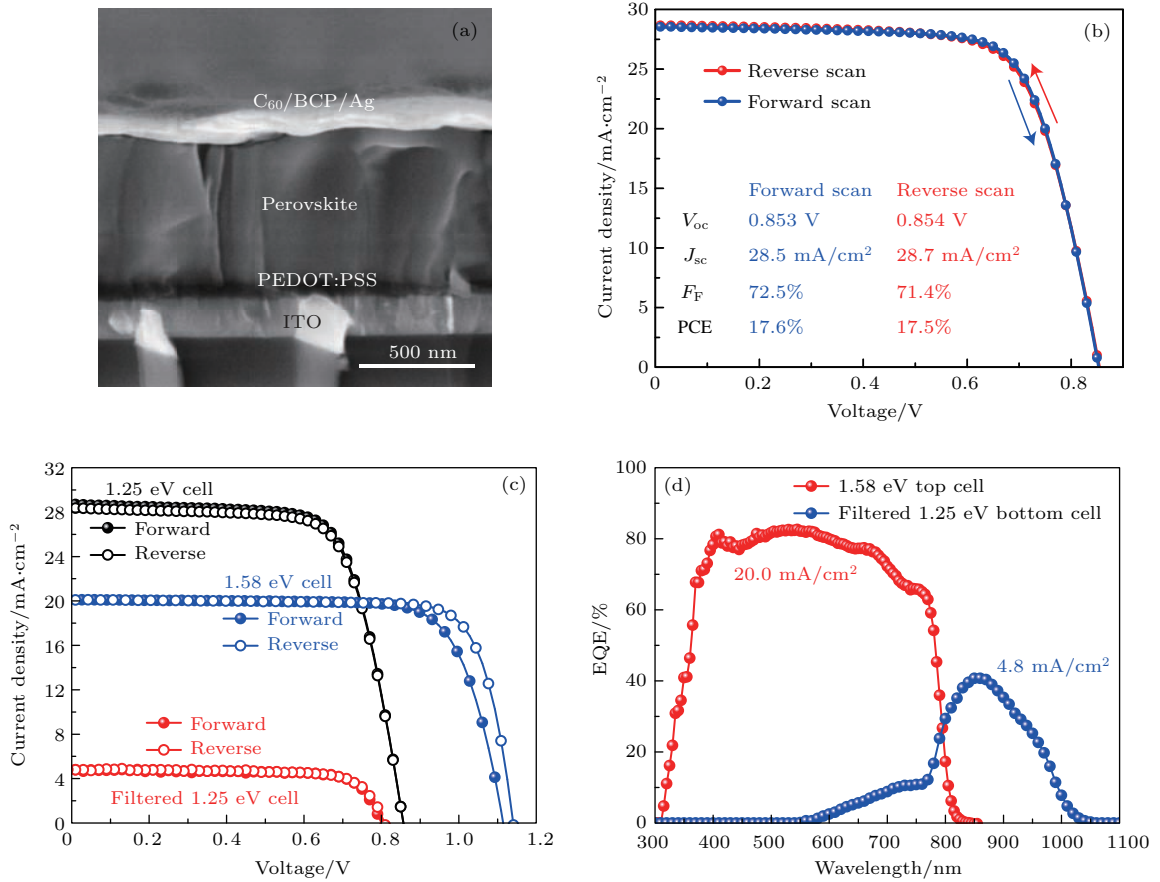 (a)
C₆₀/BCP/Ag
Perovskite
PEDOT:PSS
ITO
500 nm
30
25
20
15
10
5
0
0
0.2
0.4
0.6
0.8
Current density/mA·cm⁻²
Voltage/V
(b)
Reverse scan
Forward scan
Forward scan Reverse scan
Voc 0.853 V 0.854 V
Jsc 28.5 mA/cm² 28.7 mA/cm²
FF 72.5% 71.4%
PCE 17.6% 17.5%
32
28
24
20
16
12
8
4
0
0
0.2
0.4
0.6
0.8
1.0
1.2
Current density/mA·cm⁻²
Voltage/V
(c)
1.25 eV cell
Forward
Reverse
1.58 eV cell
Forward
Reverse
Forward
Reverse
Filtered 1.25 eV cell
100
80
60
40
20
0
300
400
500
600
700
800
900
1000
1100
EQE/%
Wavelength/nm
(d)
1.58 eV top cell
Filtered 1.25 eV bottom cell
20.0 mA/cm²
4.8 mA/cm²